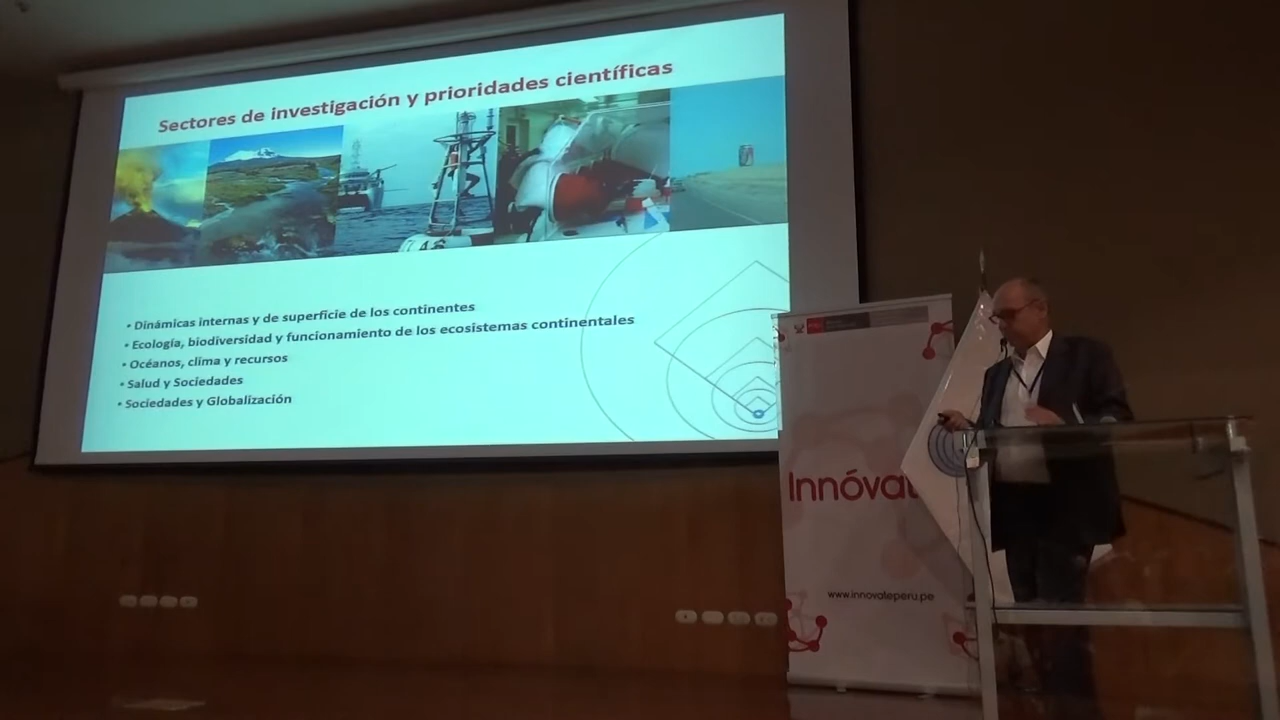 Sectores de investigación y prioridades científicas
• Dinámicas internas y de superficie de los continentes
• Ecología, biodiversidad y funcionamiento de los ecosistemas continentales
• Océanos, clima y recursos
• Salud y Sociedades
• Sociedades y Globalización
Innóvat
www.innovateperu.pe